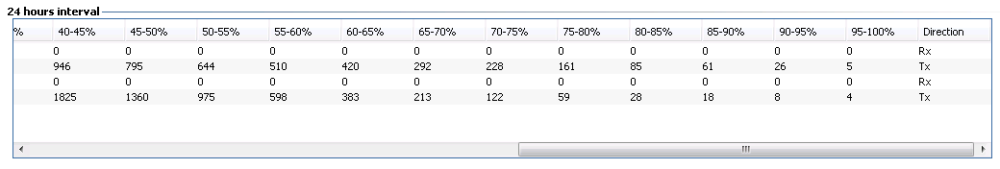 24 hours interval
% 40-45% 45-50% 50-55% 55-60% 60-65% 65-70% 70-75% 75-80% 80-85% 85-90% 90-95% 95-100% Direction
0 0 0 0 0 0 0 0 0 0 0 0 Rx
946 795 644 510 420 292 228 161 85 61 26 5 Tx
0 0 0 0 0 0 0 0 0 0 0 0 Rx
1825 1360 975 598 383 213 122 59 28 18 8 4 Tx